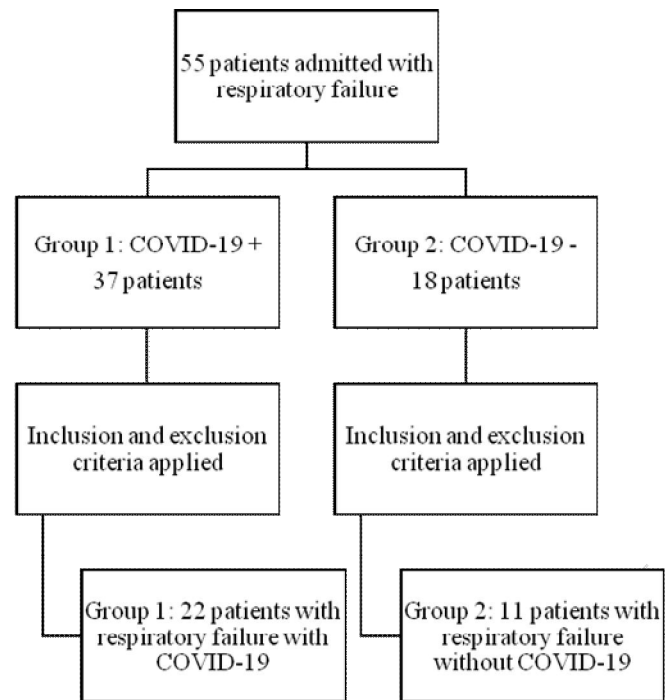 55 patients admitted with
respiratory failure
Group 1: COVID-19 +
37 patients
Group 2: COVID-19 -
18 patients
Inclusion and exclusion
criteria applied
Inclusion and exclusion
criteria applied
Group 1: 22 patients with
respiratory failure with
COVID-19
Group 2: 11 patients with
respiratory failure
without COVID-19